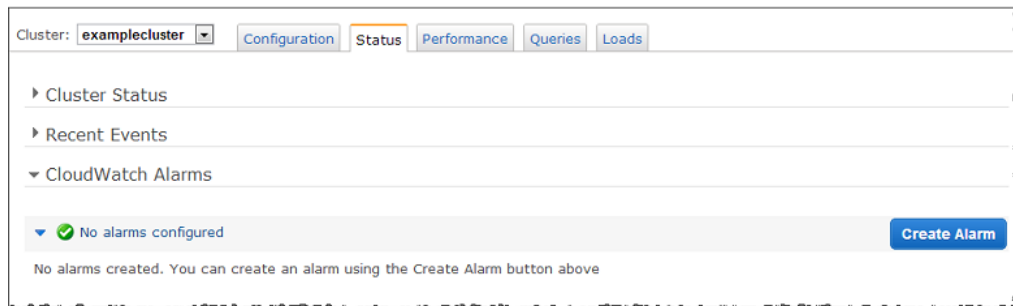 Cluster: examplecluster Configuration Status Performance Queries Loads
Cluster Status
Recent Events
CloudWatch Alarms
No alarms configured Create Alarm
No alarms created. You can create an alarm using the Create Alarm button above